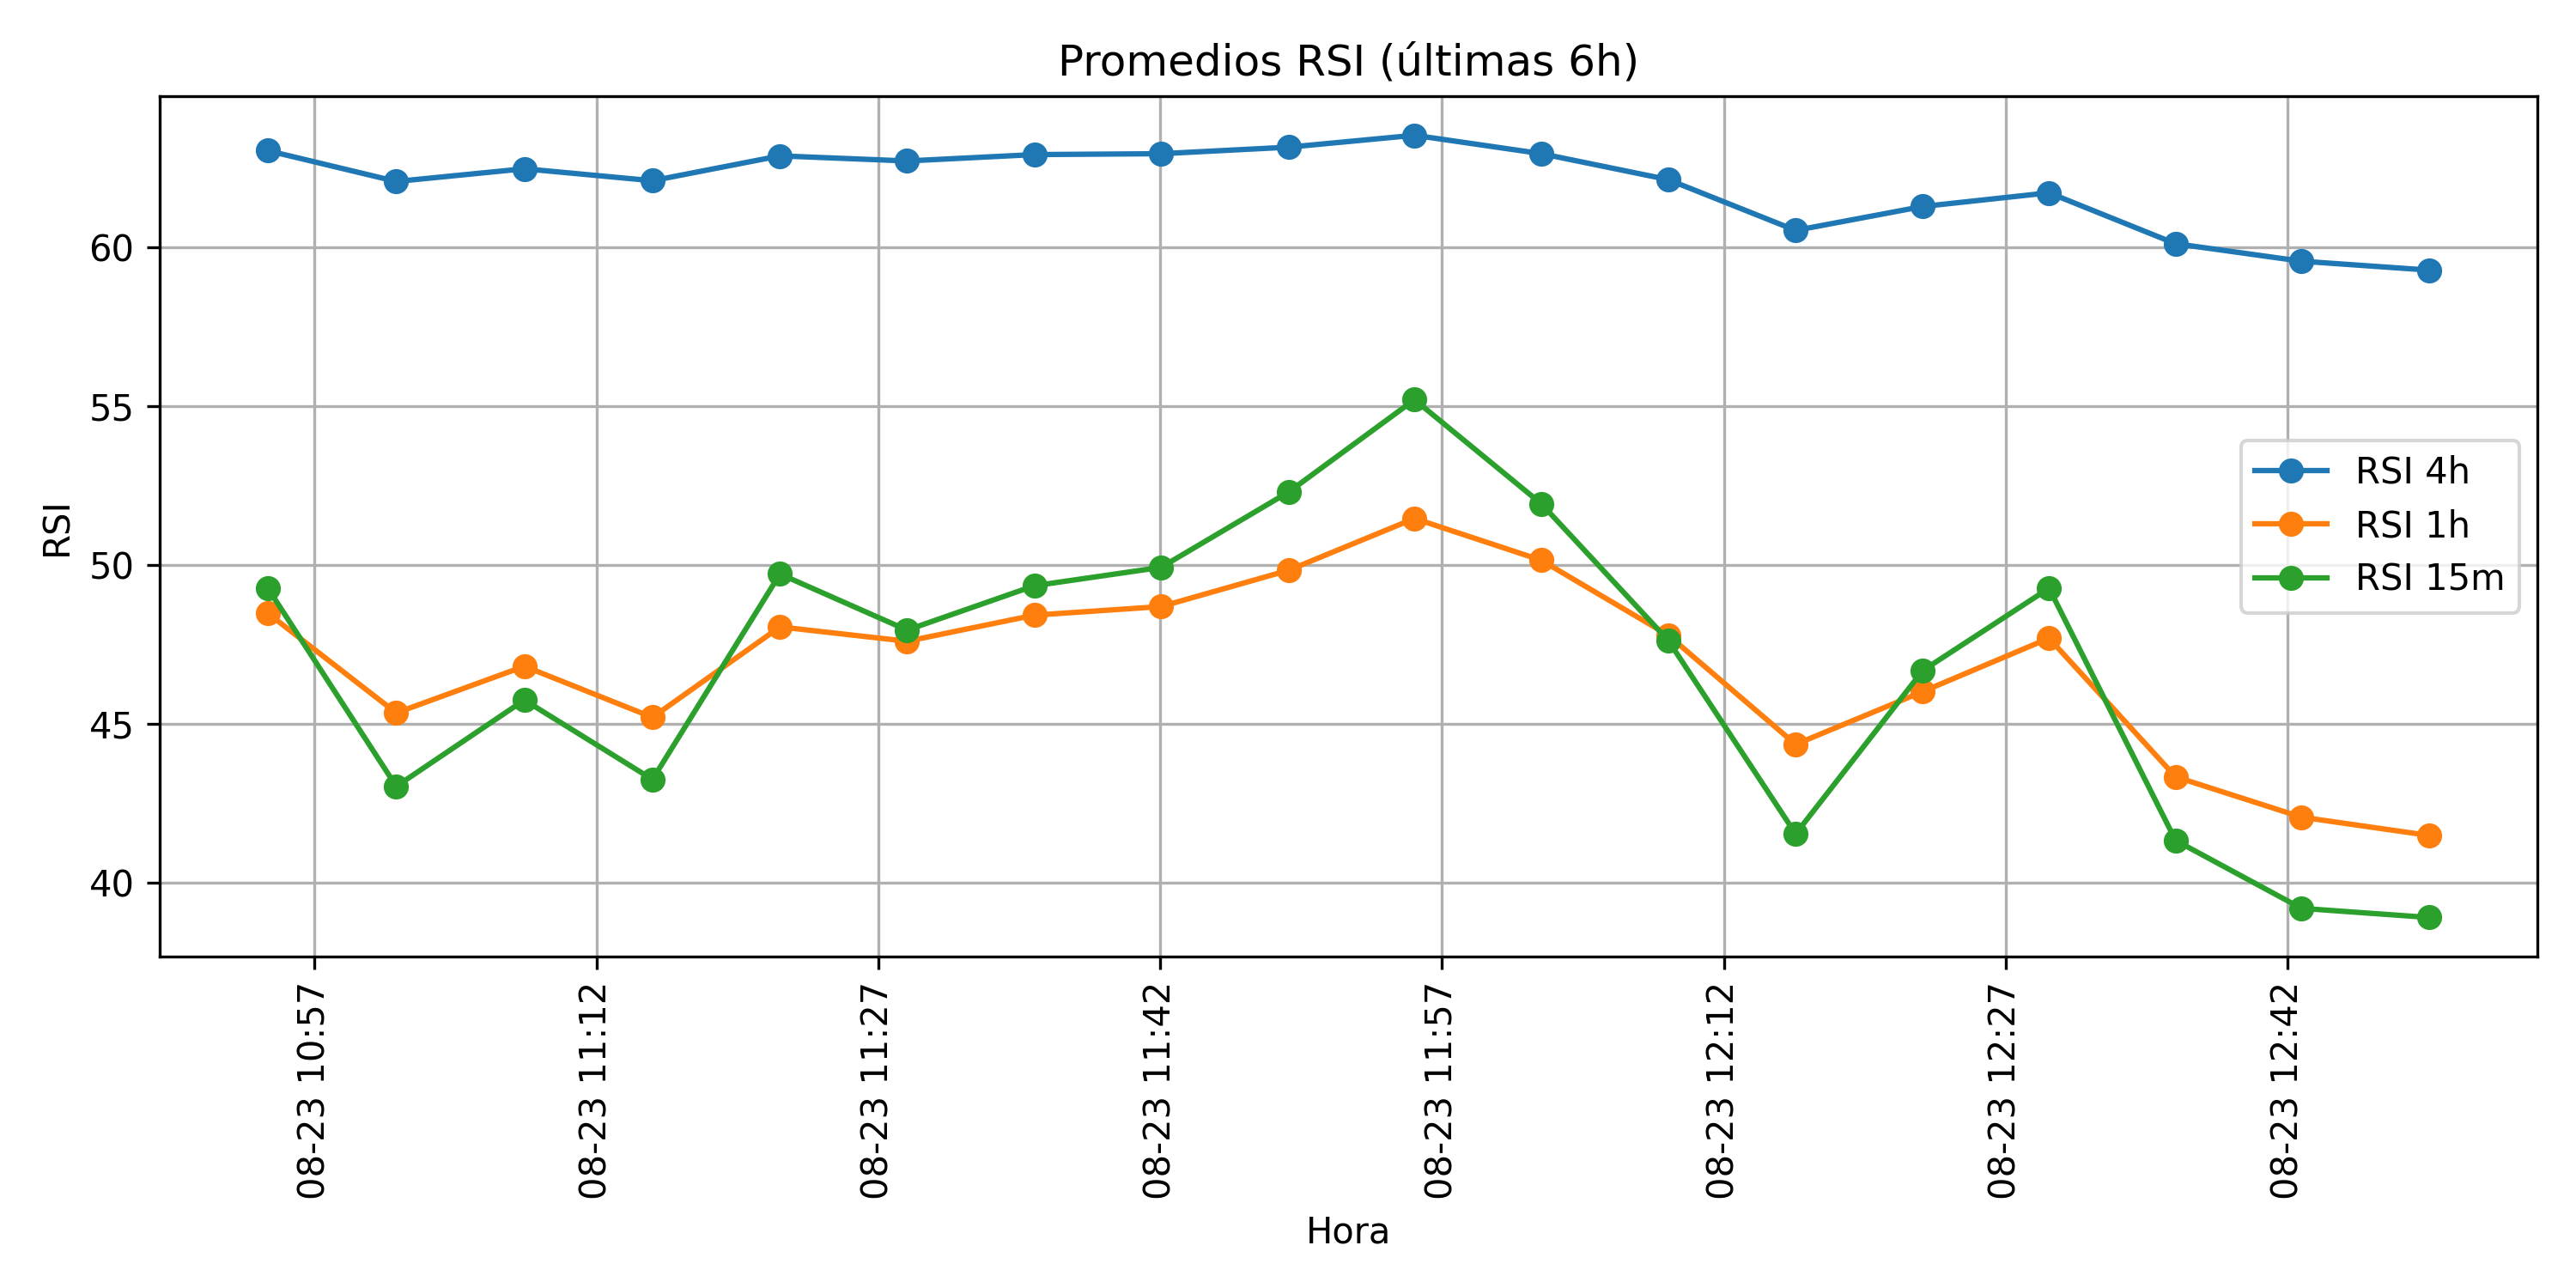 Promedios RSI (últimas 6h)
RSI
60
55
50
45
40
RSI 4h
RSI 1h
RSI 15m
08-23 10:57
08-23 11:12
08-23 11:27
08-23 11:42
08-23 11:57
08-23 12:12
08-23 12:27
08-23 12:42
Hora